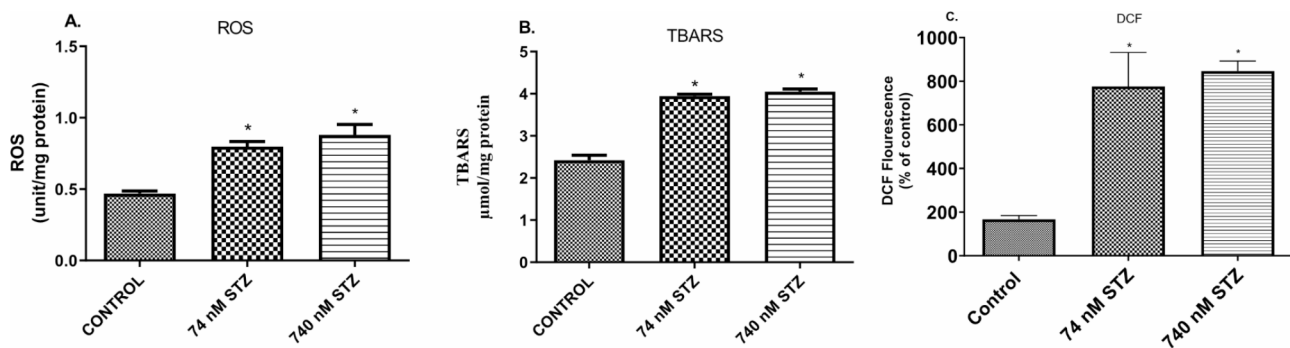 A.
ROS
ROS
(unit/mg protein)
1.5
1.0
0.5
0.0
*
*
CONTROL
74 nM STZ
740 nM STZ
B.
TBARS
TBARS
µmol/mg protein
5
4
3
2
1
0
*
*
CONTROL
74 nM STZ
740 nM STZ
C.
DCF
DCF Flourescence
(% of control)
1000
800
600
400
200
0
*
*
Control
74 nM STZ
740 nM STZ